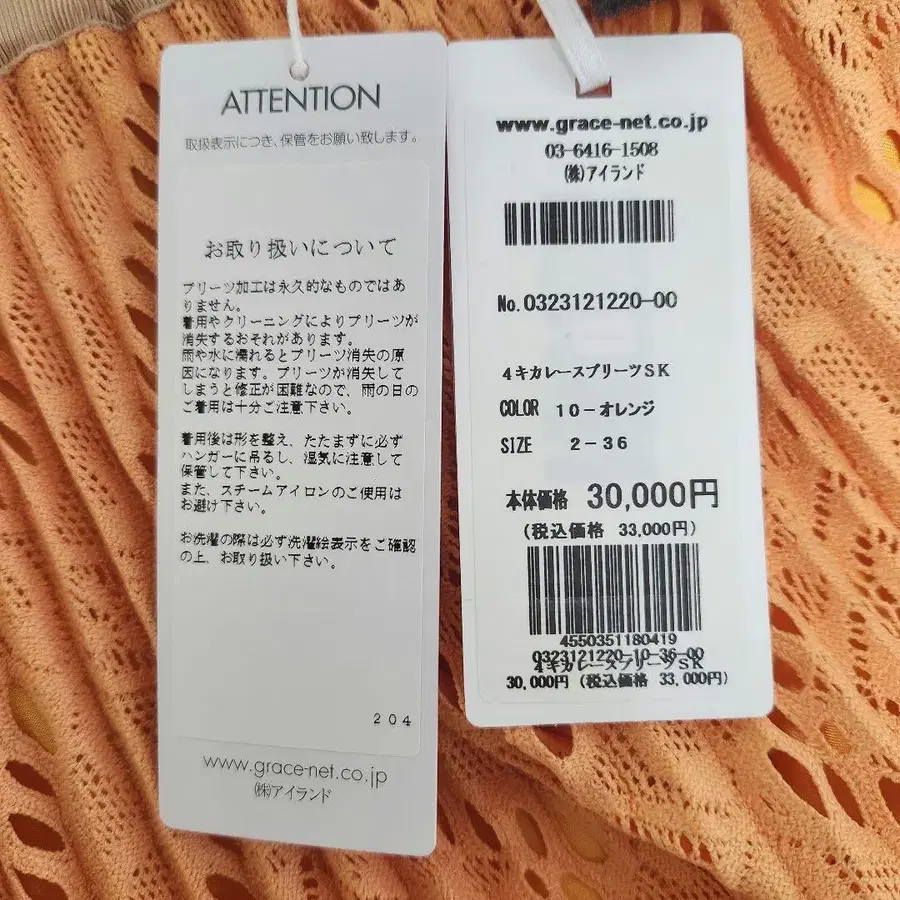 ATTENTION
取扱表示につき、保管をお願い致します。
お取り扱いについて
プリーツ加工は永久的なものではあ
りません。
着用やクリーニングによりプリーツが
消失するおそれがあります。
雨や水に濡れるとプリーツ消失の原
因になります。プリーツが消失して
しまうと修正が困難なので、雨の日の
ご着用は十分ご注意下さい。
着用後は形を整え、たたまずに必ず
ハンガーに吊るし、湿気に注意して
保管して下さい。
また、スチームアイロンのご使用は
お避け下さい。
お洗濯の際は必ず洗濯絵表示をご確認
の上、お取り扱い下さい。
204
www.grace-net.co.jp
㈱アイランド
www.grace-net.co.jp
03-6416-1508
(株)アイランド
No.0323121220-00
4キカレースプリーツSK
COLOR 10-オレンジ
SIZE 2-36
本体価格 30,000円
(税込価格 33,000円)
4550351180419
0323121220-10-36-00
4キカレースプリーツSK
30,000円 (税込価格 33,000円)